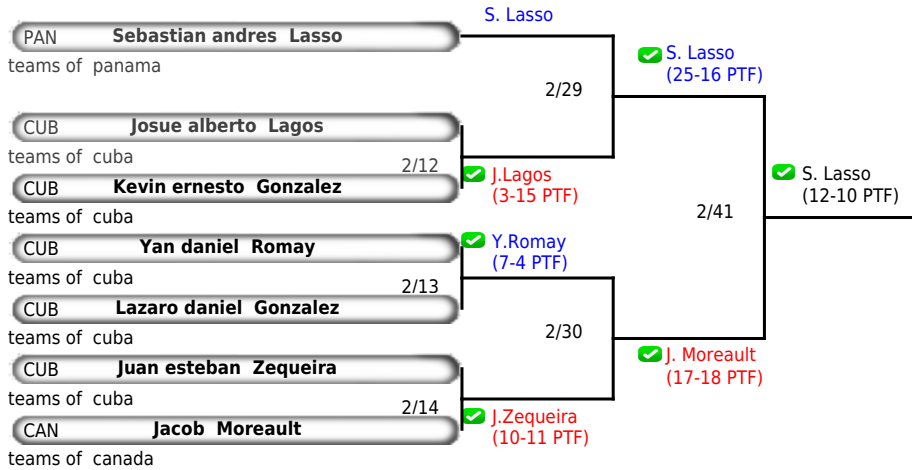 S. Lasso
PAN Sebastian andres Lasso
teams of panama
S. Lasso
(25-16 PTF)
2/29
CUB Josue alberto Lagos
teams of cuba
2/12
J.Lagos
(3-15 PTF)
CUB Kevin ernesto Gonzalez
teams of cuba
S. Lasso
(12-10 PTF)
2/41
CUB Yan daniel Romay
teams of cuba
Y.Romay
(7-4 PTF)
2/13
CUB Lazaro daniel Gonzalez
teams of cuba
2/30
J. Moreault
(17-18 PTF)
CUB Juan esteban Zequeira
teams of cuba
2/14
J.Zequeira
(10-11 PTF)
CAN Jacob Moreault
teams of canada